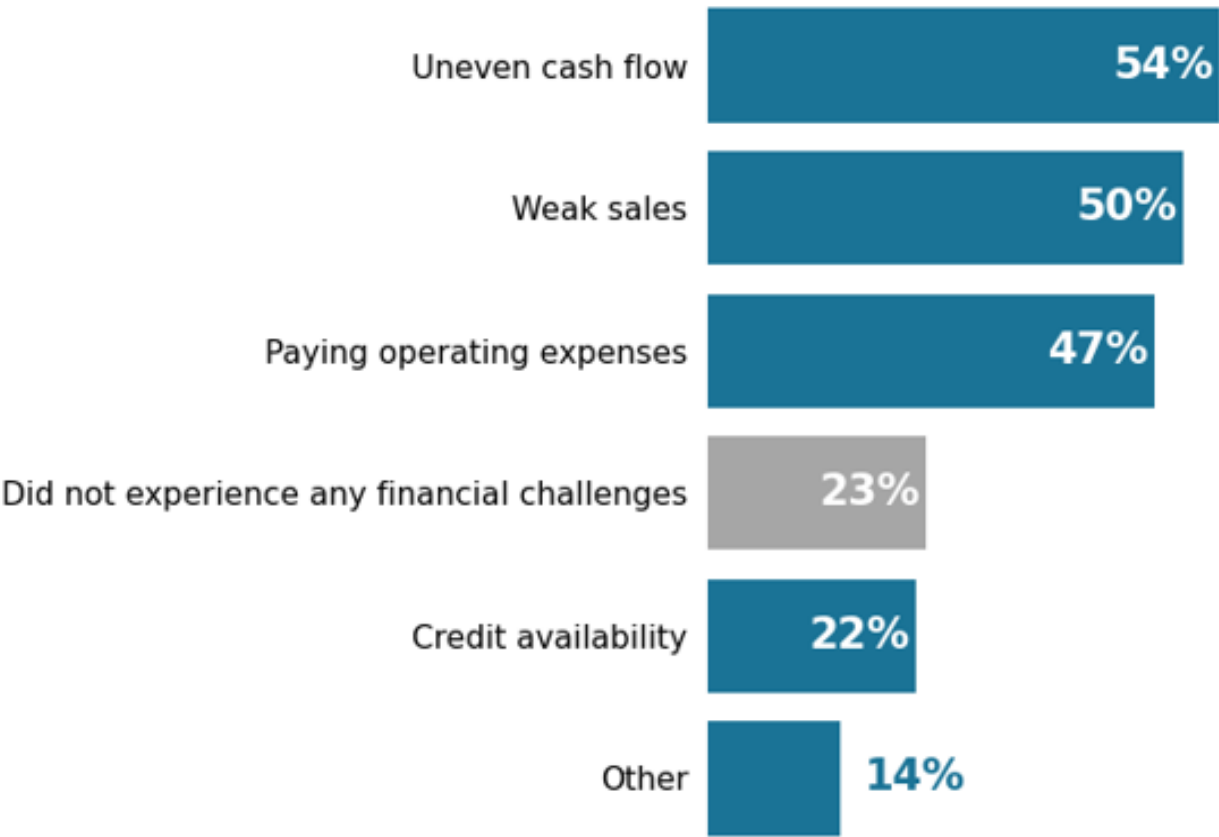 Uneven cash flow 54%
Weak sales 50%
Paying operating expenses 47%
Did not experience any financial challenges 23%
Credit availability 22%
Other 14%